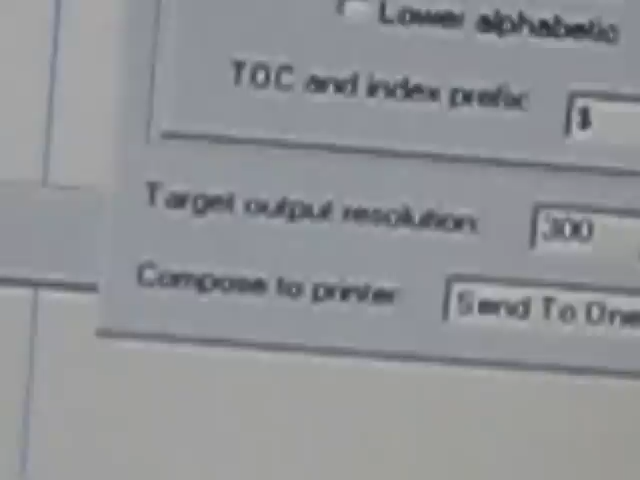 Lower alphabetic
TOC and index prefix: $
Target output resolution: 300
Compose to printer: Send To One